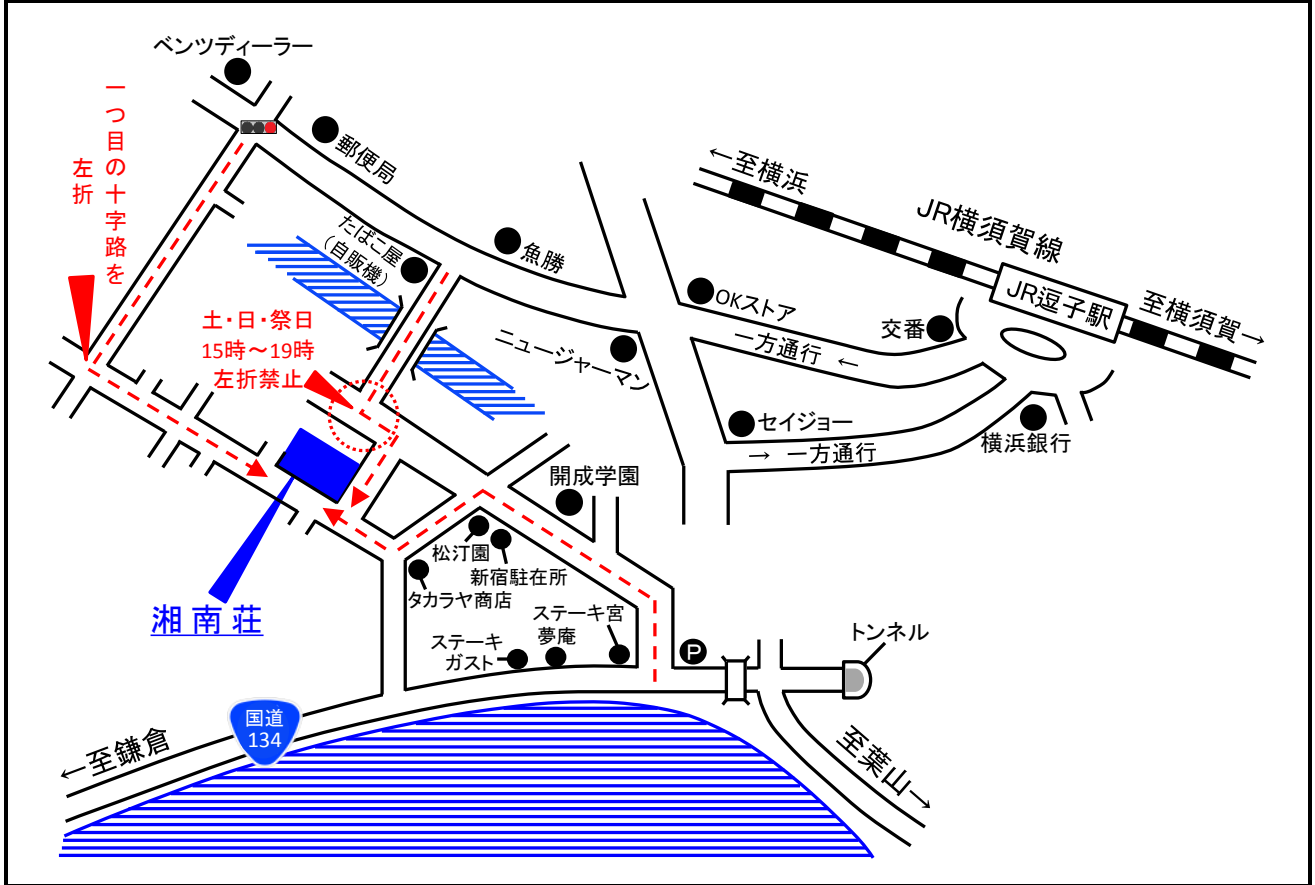 ベンツディーラー
一つ目の十字路を
左折
郵便局
←至横浜
JR横須賀線
たばこ屋
(自販機)
魚勝
OKストア
JR逗子駅
至横須賀→
交番
土・日・祭日
15時～19時
左折禁止
ニュージャーマン
一方通行 ←
セイジョー
→ 一方通行
横浜銀行
開成学園
松汀園
新宿駐在所
タカラヤ商店
湘南荘
ステーキ宮
夢庵
ステーキ
ガスト
P
トンネル
国道
134
←至鎌倉
至葉山→